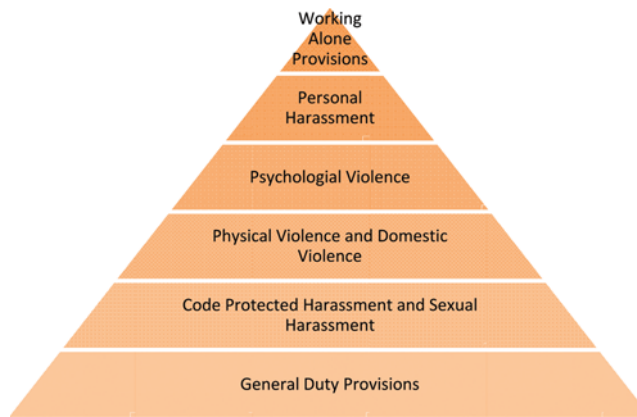 Working
Alone
Provisions
Personal
Harassment
Psychologial Violence
Physical Violence and Domestic
Violence
Code Protected Harassment and Sexual
Harassment
General Duty Provisions